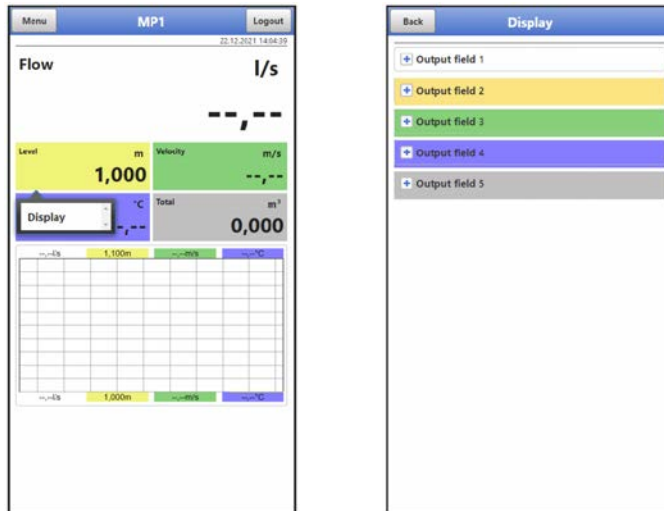 Menu MP1 Logout
22.12.2021 14:04:39
Flow l/s
--,--
Level m Velocity m/s
1,000 --,--
Display °C Total m³
-,-- 0,000
--,--l/s 1,100m --,--m/s --,--°C
--,--l/s 1,000m --,--m/s --,--°C
Back Display
Output field 1
Output field 2
Output field 3
Output field 4
Output field 5